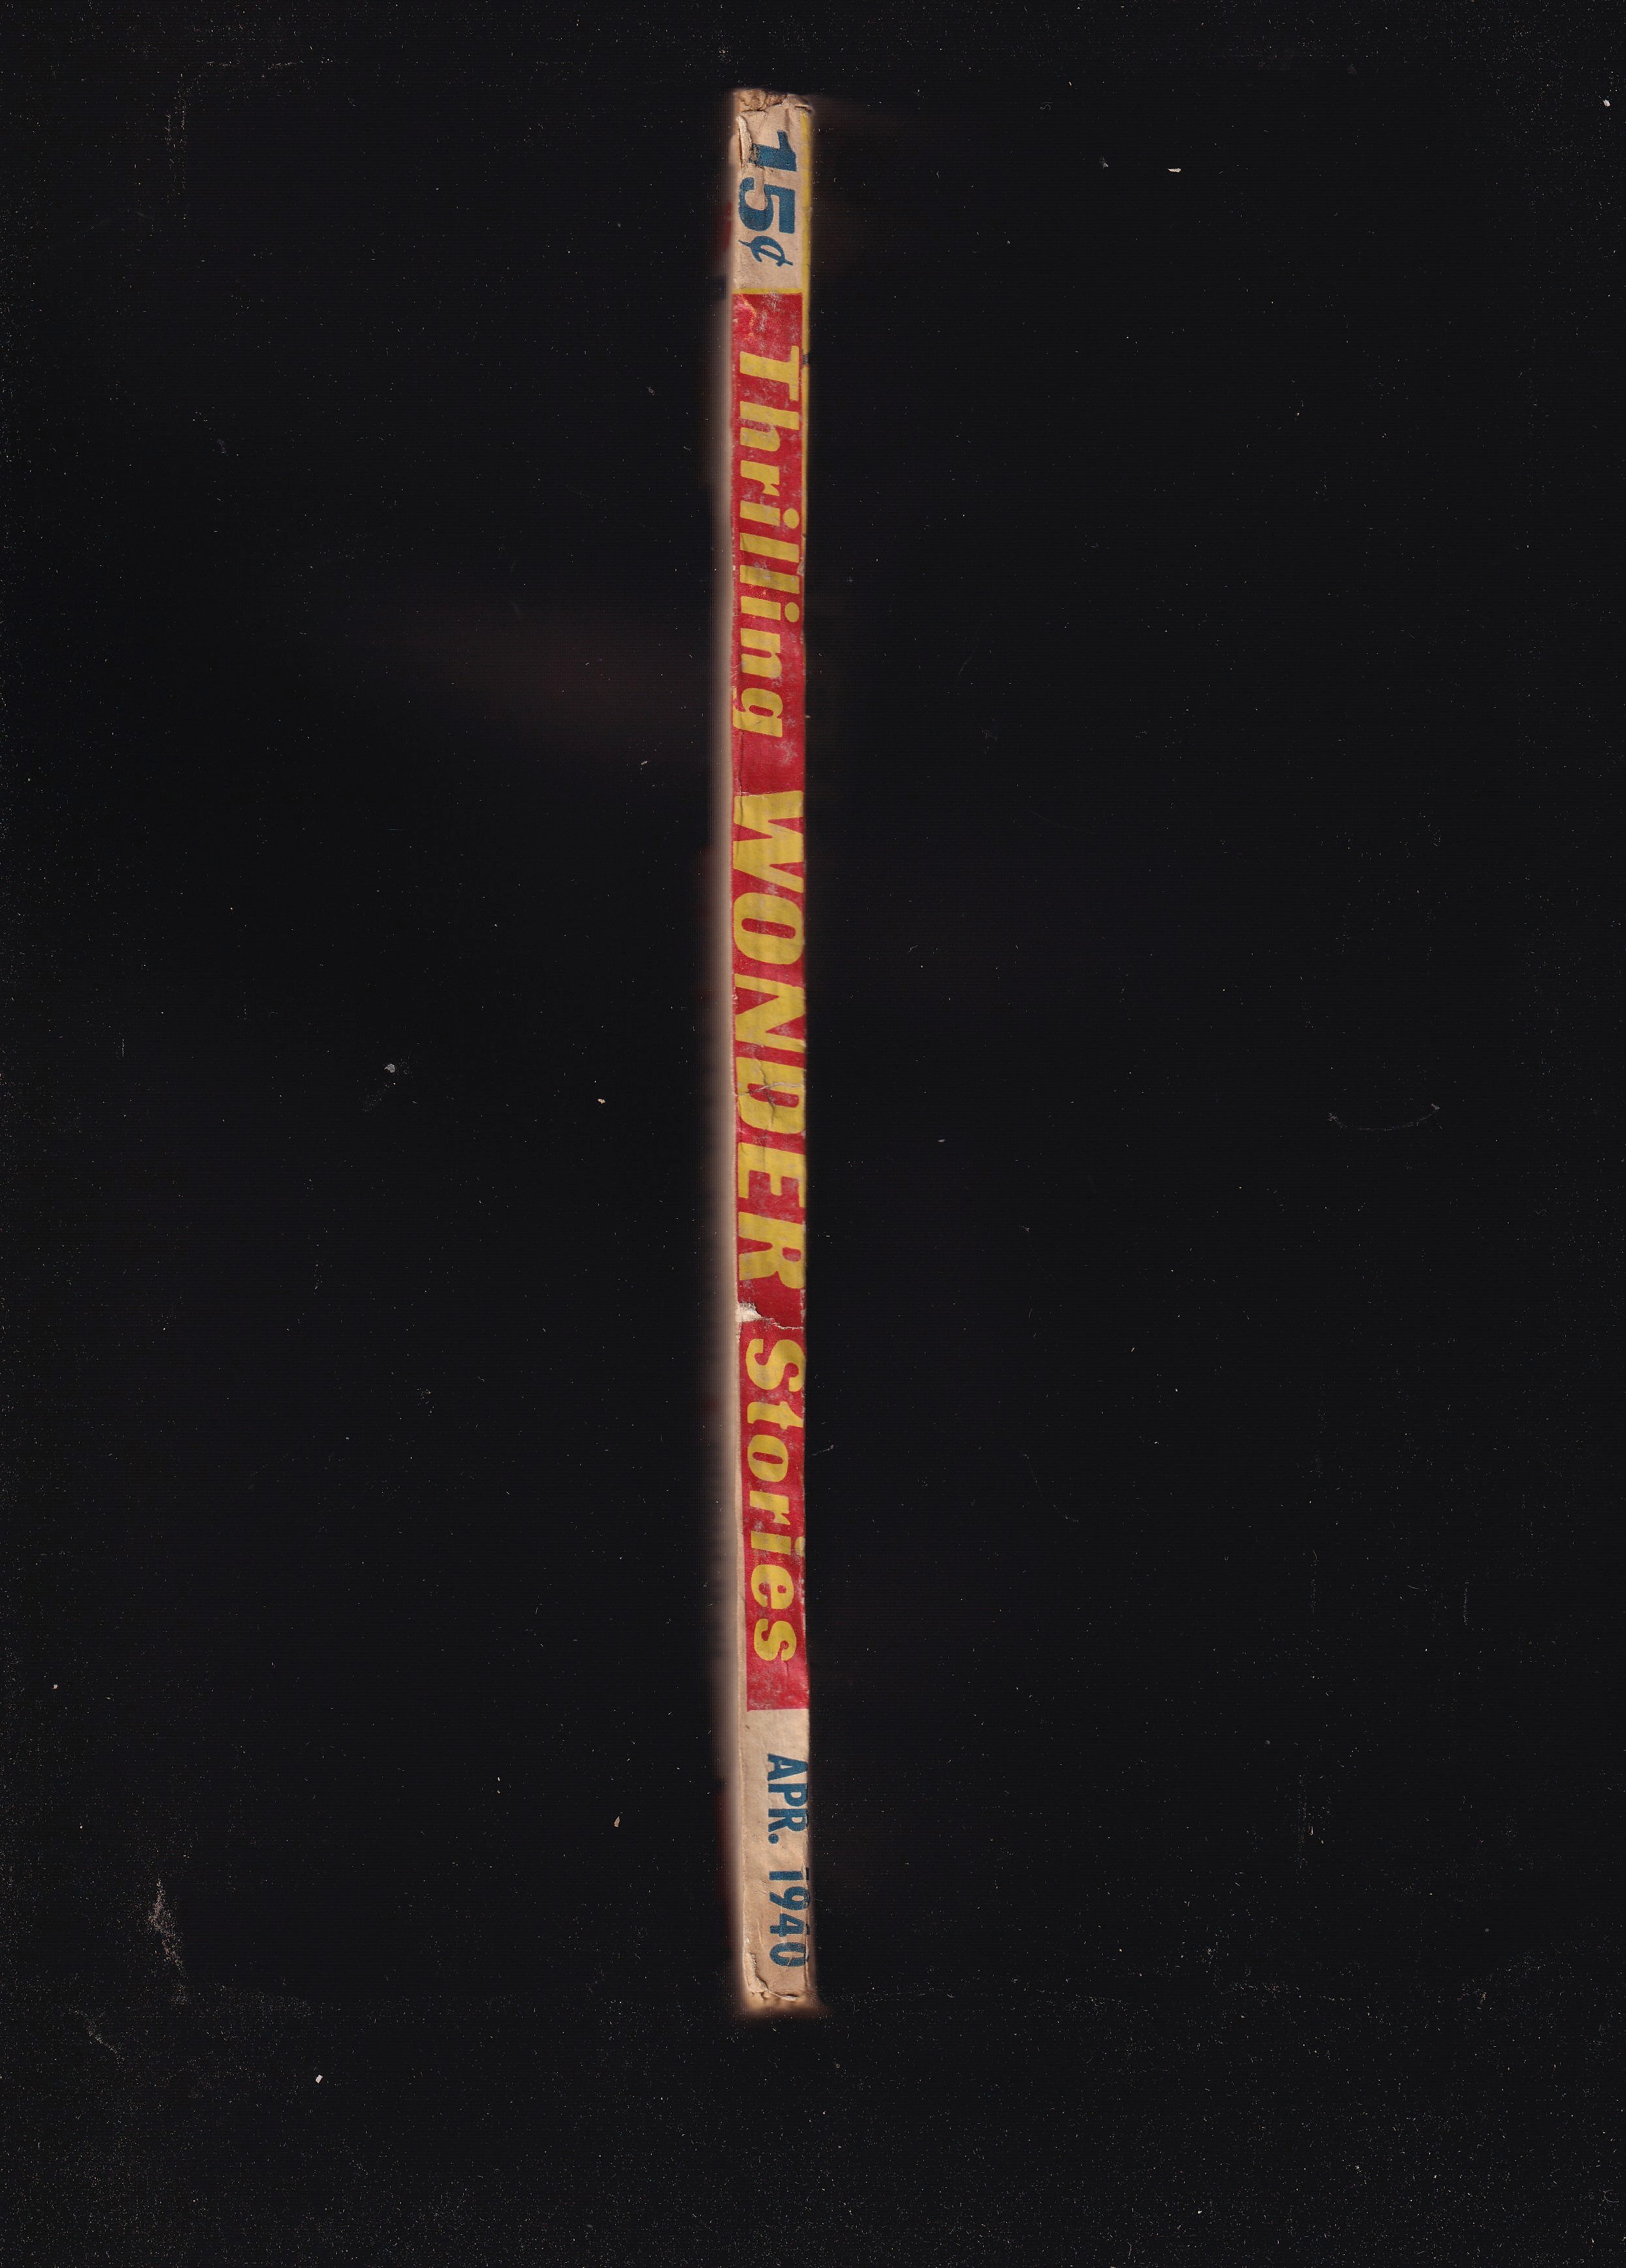 15¢ Thrilling WONDER Stories APR. 1940